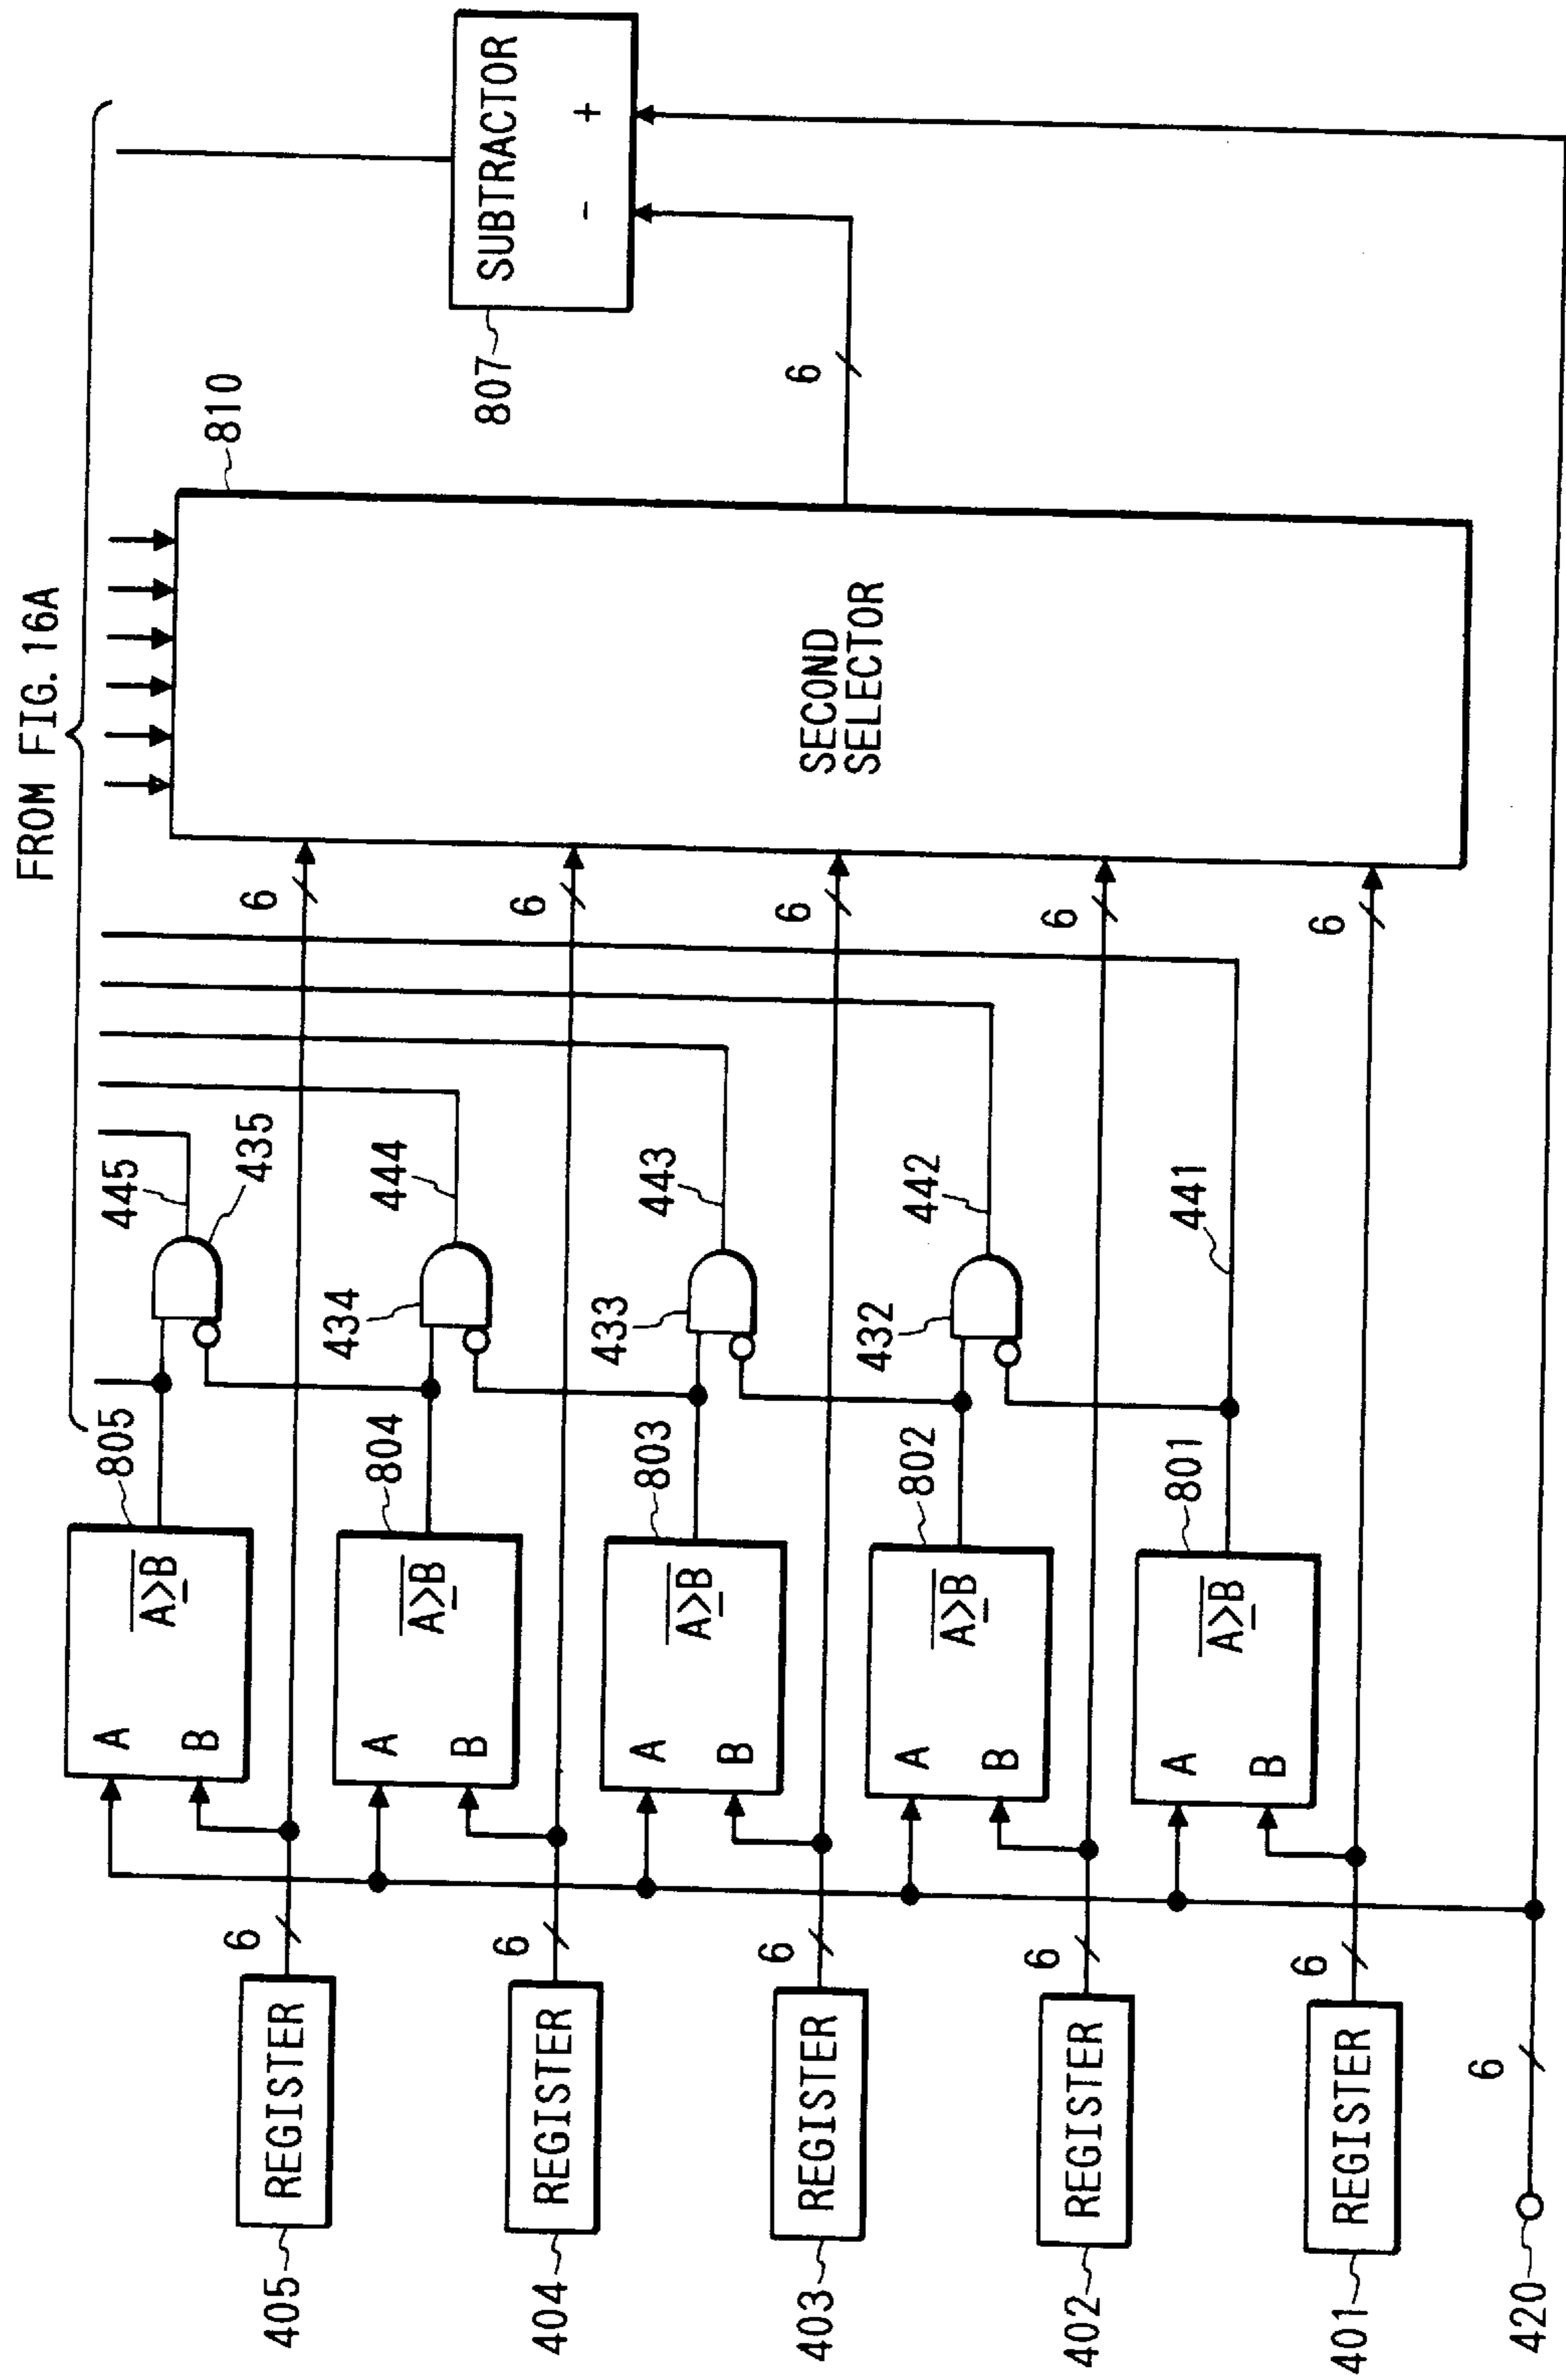 FROM FIG. 16A
405
REGISTER
6
A
B
A≥B
805
445
435
6
404
REGISTER
6
A
B
A≥B
804
434
444
6
403
REGISTER
6
A
B
A≥B
803
433
443
6
402
REGISTER
6
A
B
A≥B
802
432
442
6
401
REGISTER
6
A
B
A≥B
801
441
6
420
6
SECOND
SELECTOR
810
6
807
SUBTRACTOR
-
+